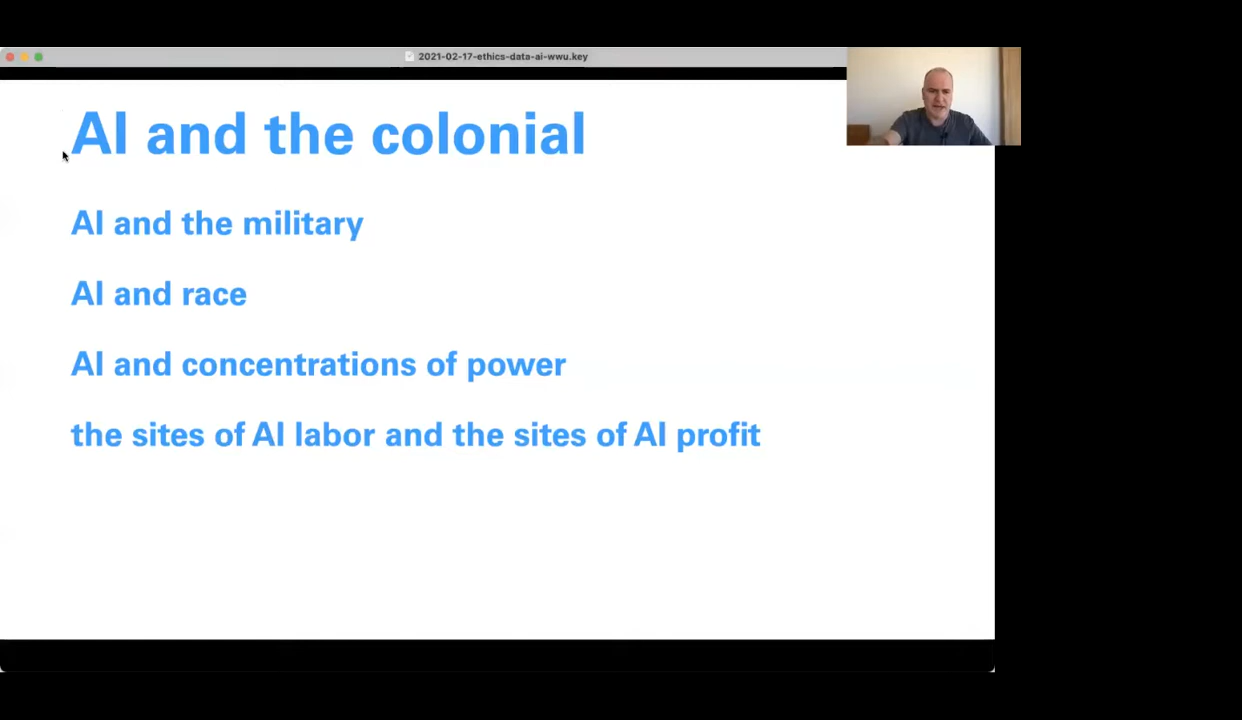 2021-02-17-ethics-data-ai-wwu.key
AI and the colonial
AI and the military
AI and race
AI and concentrations of power
the sites of AI labor and the sites of AI profit